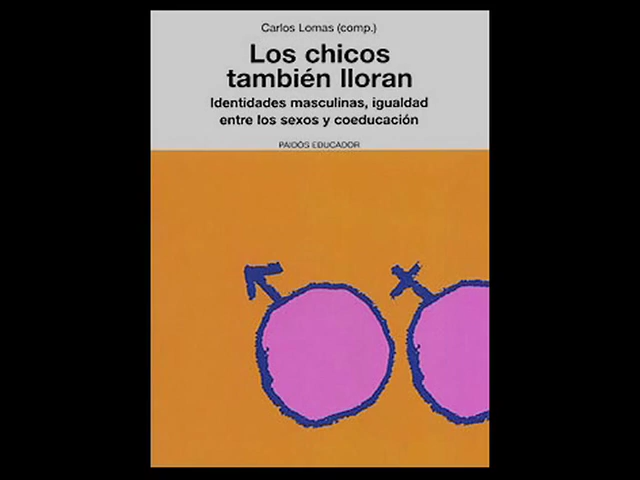 Carlos Lomas (comp.)
Los chicos
también lloran
Identidades masculinas, igualdad
entre los sexos y coeducación
PAIDÓS EDUCADOR